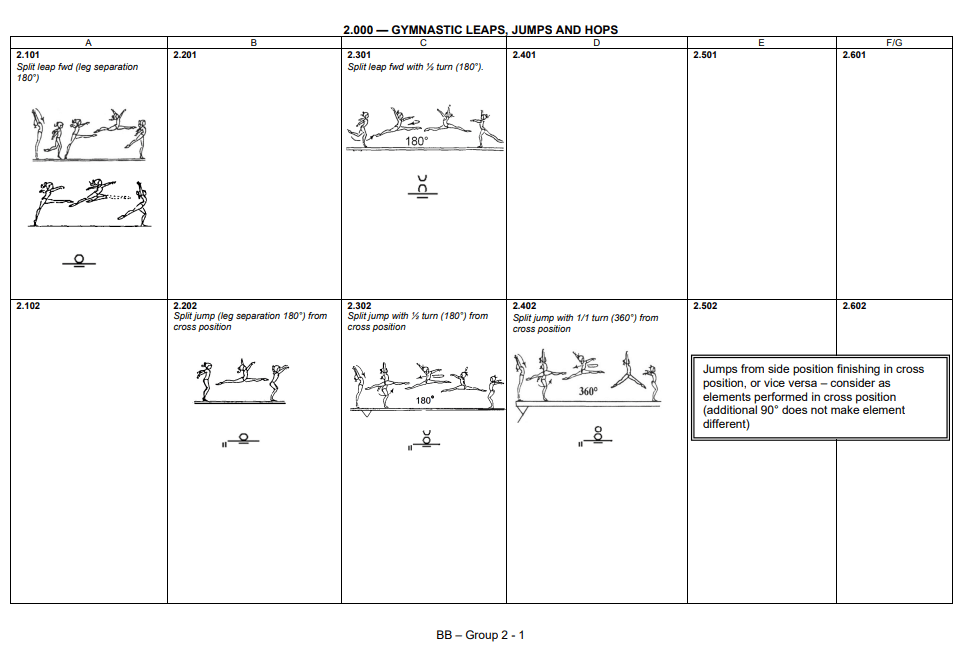 2.000 — GYMNASTIC LEAPS, JUMPS AND HOPS
A
B
C
D
E
F/G
2.101
Split leap fwd (leg separation
180°)
2.201
2.301
Split leap fwd with ½ turn (180°).
180°
2.401
2.501
2.601
2.102
2.202
Split jump (leg separation 180°) from
cross position
2.302
Split jump with ½ turn (180°) from
cross position
180°
2.402
Split jump with 1/1 turn (360°) from
cross position
360°
2.502
2.602
Jumps from side position finishing in cross
position, or vice versa – consider as
elements performed in cross position
(additional 90° does not make element
different)
BB – Group 2 - 1